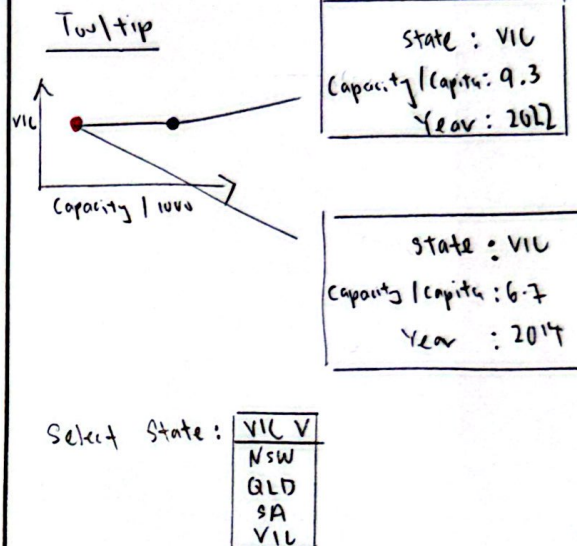 Tooltip
State : VIC
Capacity / Capita : 9.3
Year : 2022
VIC
Capacity / 1000
State : VIC
Capacity / Capita : 6.7
Year : 2014
Select State : VIC V
NSW
QLD
SA
VIC